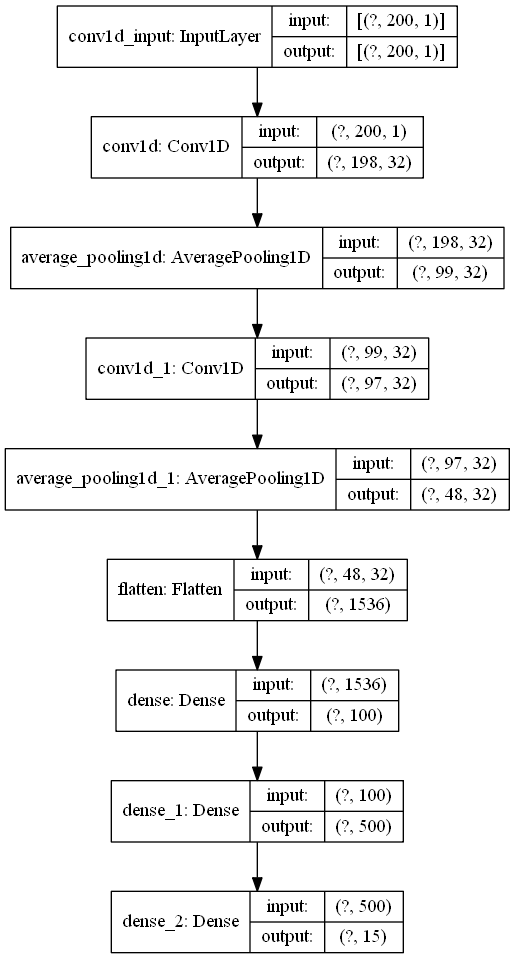 conv1d_input: InputLayer
input:
[(?, 200, 1)]
output:
[(?, 200, 1)]
conv1d: Conv1D
input:
(?, 200, 1)
output:
(?, 198, 32)
average_pooling1d: AveragePooling1D
input:
(?, 198, 32)
output:
(?, 99, 32)
conv1d_1: Conv1D
input:
(?, 99, 32)
output:
(?, 97, 32)
average_pooling1d_1: AveragePooling1D
input:
(?, 97, 32)
output:
(?, 48, 32)
flatten: Flatten
input:
(?, 48, 32)
output:
(?, 1536)
dense: Dense
input:
(?, 1536)
output:
(?, 100)
dense_1: Dense
input:
(?, 100)
output:
(?, 500)
dense_2: Dense
input:
(?, 500)
output:
(?, 15)